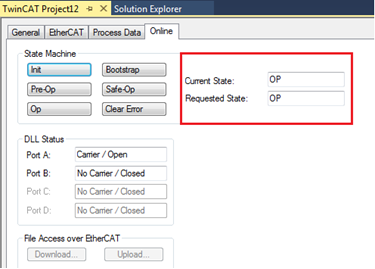 TwinCAT Project12 Solution Explorer
General EtherCAT Process Data Online
State Machine
Init Bootstrap
Pre-Op Safe-Op
Op Clear Error
Current State: OP
Requested State: OP
DLL Status
Port A: Carrier / Open
Port B: No Carrier / Closed
Port C: No Carrier / Closed
Port D: No Carrier / Closed
File Access over EtherCAT
Download... Upload...